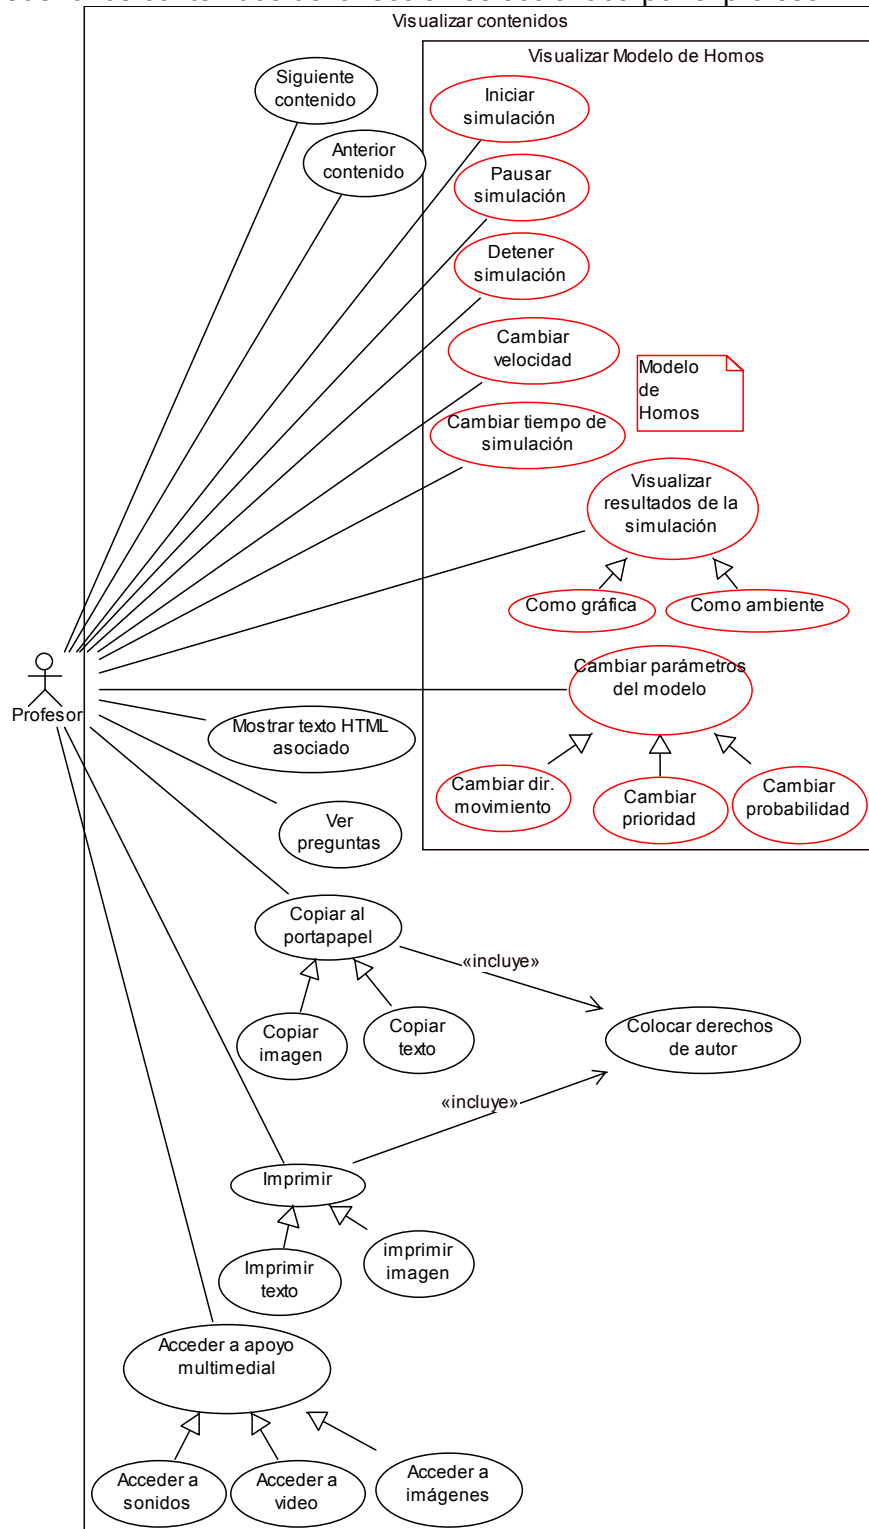 Visualizar contenidos
Visualizar Modelo de Homos
Siguiente
contenido
Anterior
contenido
Iniciar
simulación
Pausar
simulación
Detener
simulación
Cambiar
velocidad
Modelo
de
Homos
Cambiar tiempo de
simulación
Visualizar
resultados de la
simulación
Como gráfica
Como ambiente
Profesor
Cambiar parámetros
del modelo
Mostrar texto HTML
asociado
Cambiar dir.
movimiento
Cambiar
prioridad
Cambiar
probabilidad
Ver
preguntas
Copiar al
portapapel
«incluye»
Copiar
imagen
Copiar
texto
Colocar derechos
de autor
«incluye»
Imprimir
Imprimir
texto
imprimir
imagen
Acceder a apoyo
multimedial
Acceder a
sonidos
Acceder a
video
Acceder a
imágenes